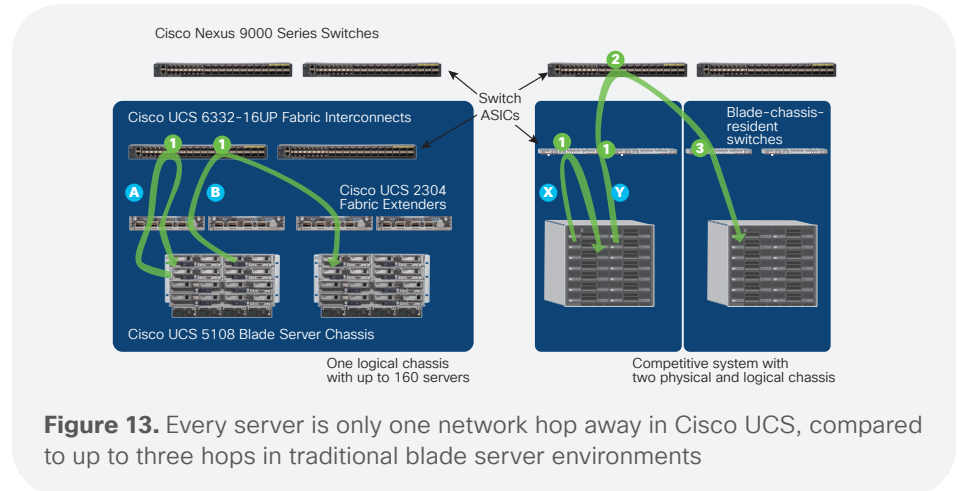 Cisco Nexus 9000 Series Switches
2
Switch
ASICs
Cisco UCS 6332-16UP Fabric Interconnects
Blade-chassis-
resident
switches
1
1
1
1
3
A
B
Cisco UCS 2304
Fabric Extenders
X
Y
Cisco UCS 5108 Blade Server Chassis
One logical chassis
with up to 160 servers
Competitive system with
two physical and logical chassis
Figure 13. Every server is only one network hop away in Cisco UCS, compared
to up to three hops in traditional blade server environments